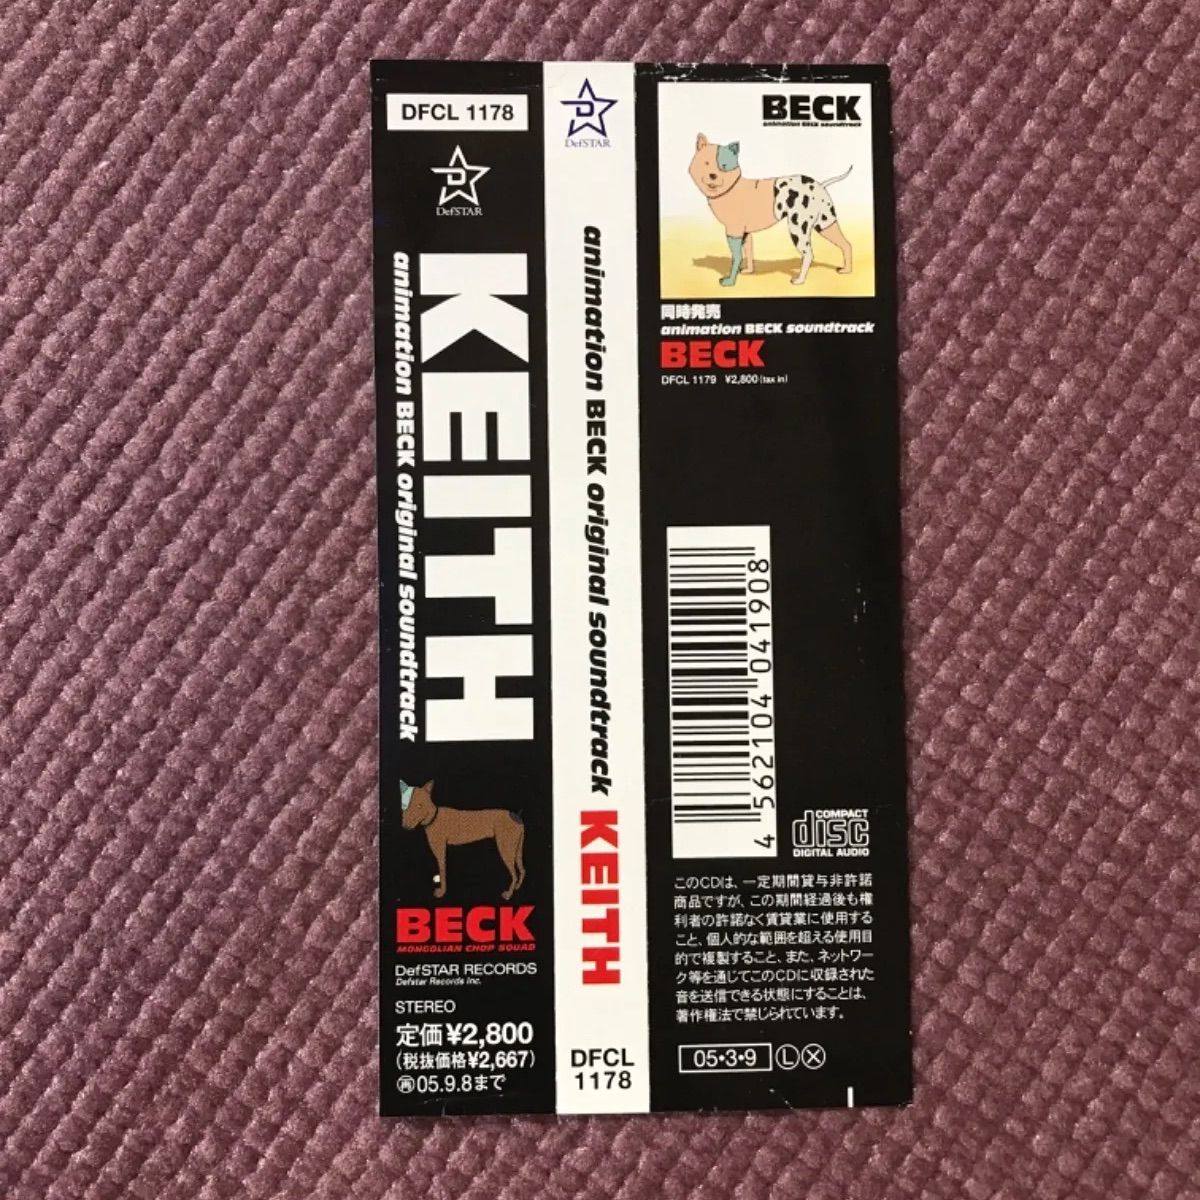 DFCL 1178
D
DefSTAR
KEITH
animation BECK original soundtrack
BECK
MONGOLIAN CHOP SQUAD
DefSTAR RECORDS
Defstar Records Inc.
STEREO
定価¥2,800
(税抜価格¥2,667)
㊢05.9.8まで
D
DefSTAR
animation BECK original soundtrack KEITH
DFCL
1178
BECK
animation BECK soundtrack
同時発売
animation BECK soundtrack
BECK
DFCL 1179 ¥2,800(tax in)
4 562104 041908
COMPACT
disc
DIGITAL AUDIO
このCDは、一定期間貸与非許諾
商品ですが、この期間経過後も権
利者の許諾なく賃貸業に使用する
こと、個人的な範囲を超える使用目
的で複製すること、また、ネットワー
ク等を通じてこのCDに収録された
音を送信できる状態にすることは、
著作権法で禁じられています。
05•3•9 ⓁⓍ